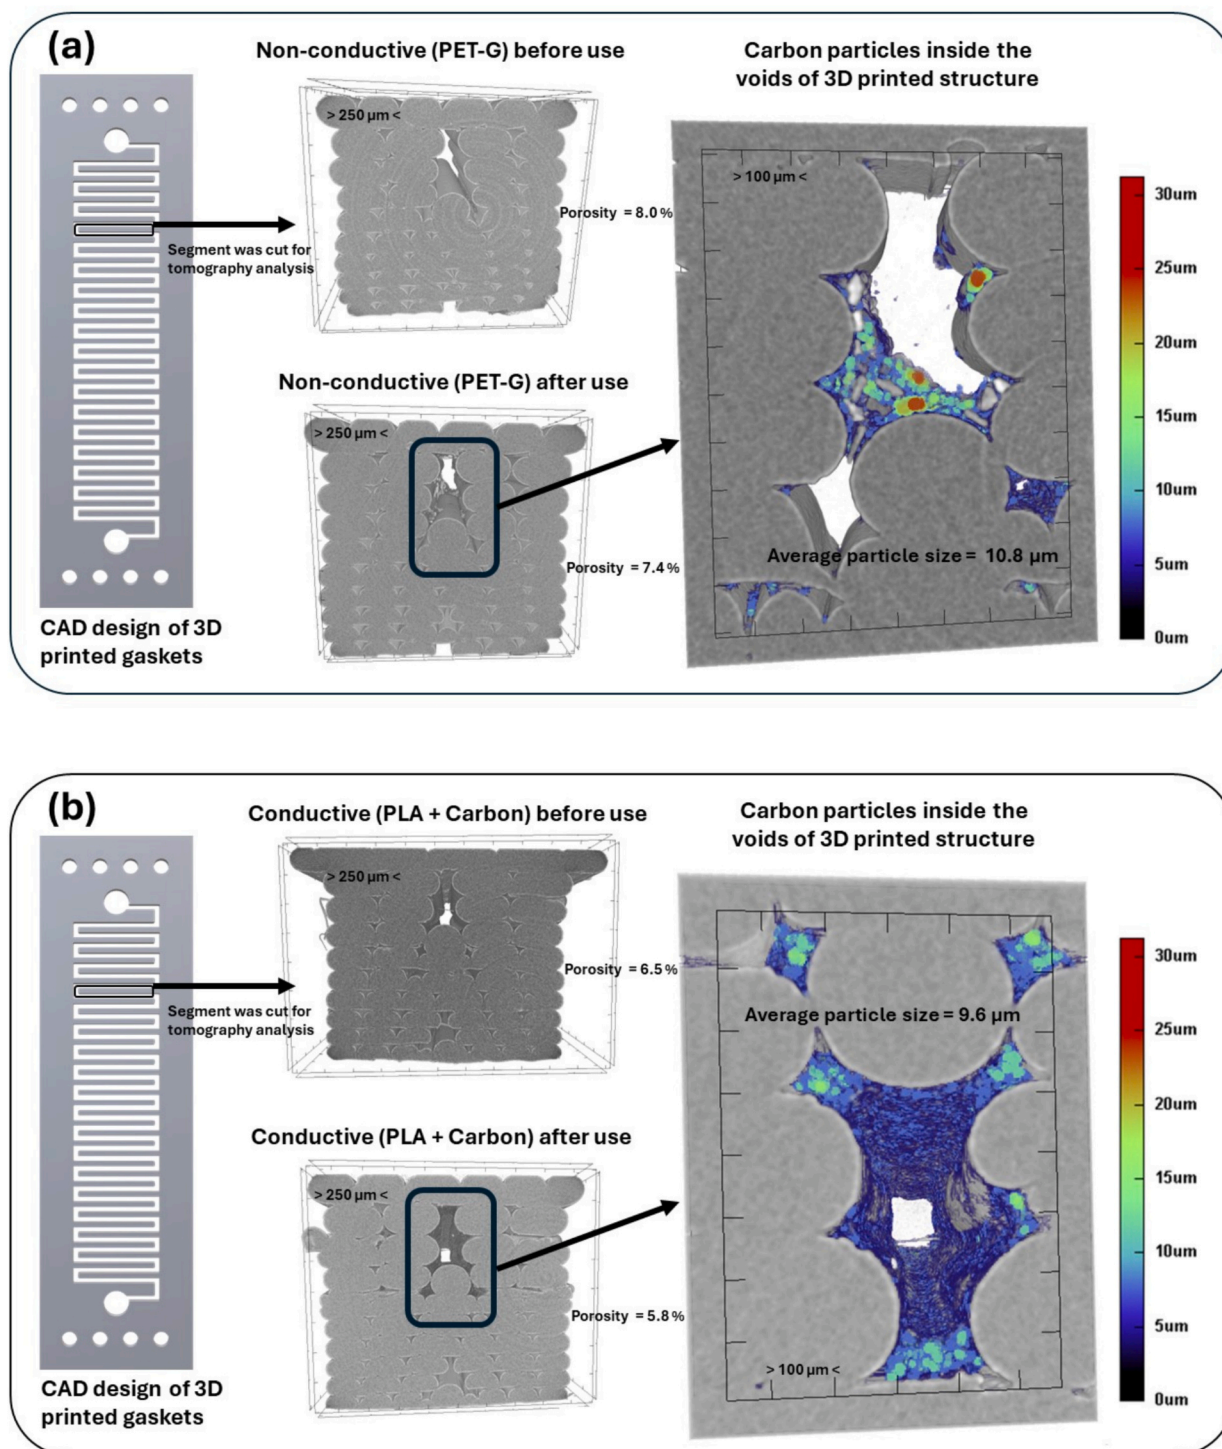 (a)
Non-conductive (PET-G) before use
Carbon particles inside the
voids of 3D printed structure
> 250 µm <
> 100 µm <
Porosity = 8.0 %
Segment was cut for
tomography analysis
30um
25um
20um
15um
10um
5um
0um
Non-conductive (PET-G) after use
> 250 µm <
Porosity = 7.4 %
Average particle size = 10.8 µm
CAD design of 3D
printed gaskets
(b)
Conductive (PLA + Carbon) before use
Carbon particles inside the
voids of 3D printed structure
> 250 µm <
Porosity = 6.5 %
Segment was cut for
tomography analysis
Average particle size = 9.6 µm
30um
25um
20um
15um
10um
5um
0um
Conductive (PLA + Carbon) after use
> 250 µm <
Porosity = 5.8 %
> 100 µm <
CAD design of 3D
printed gaskets